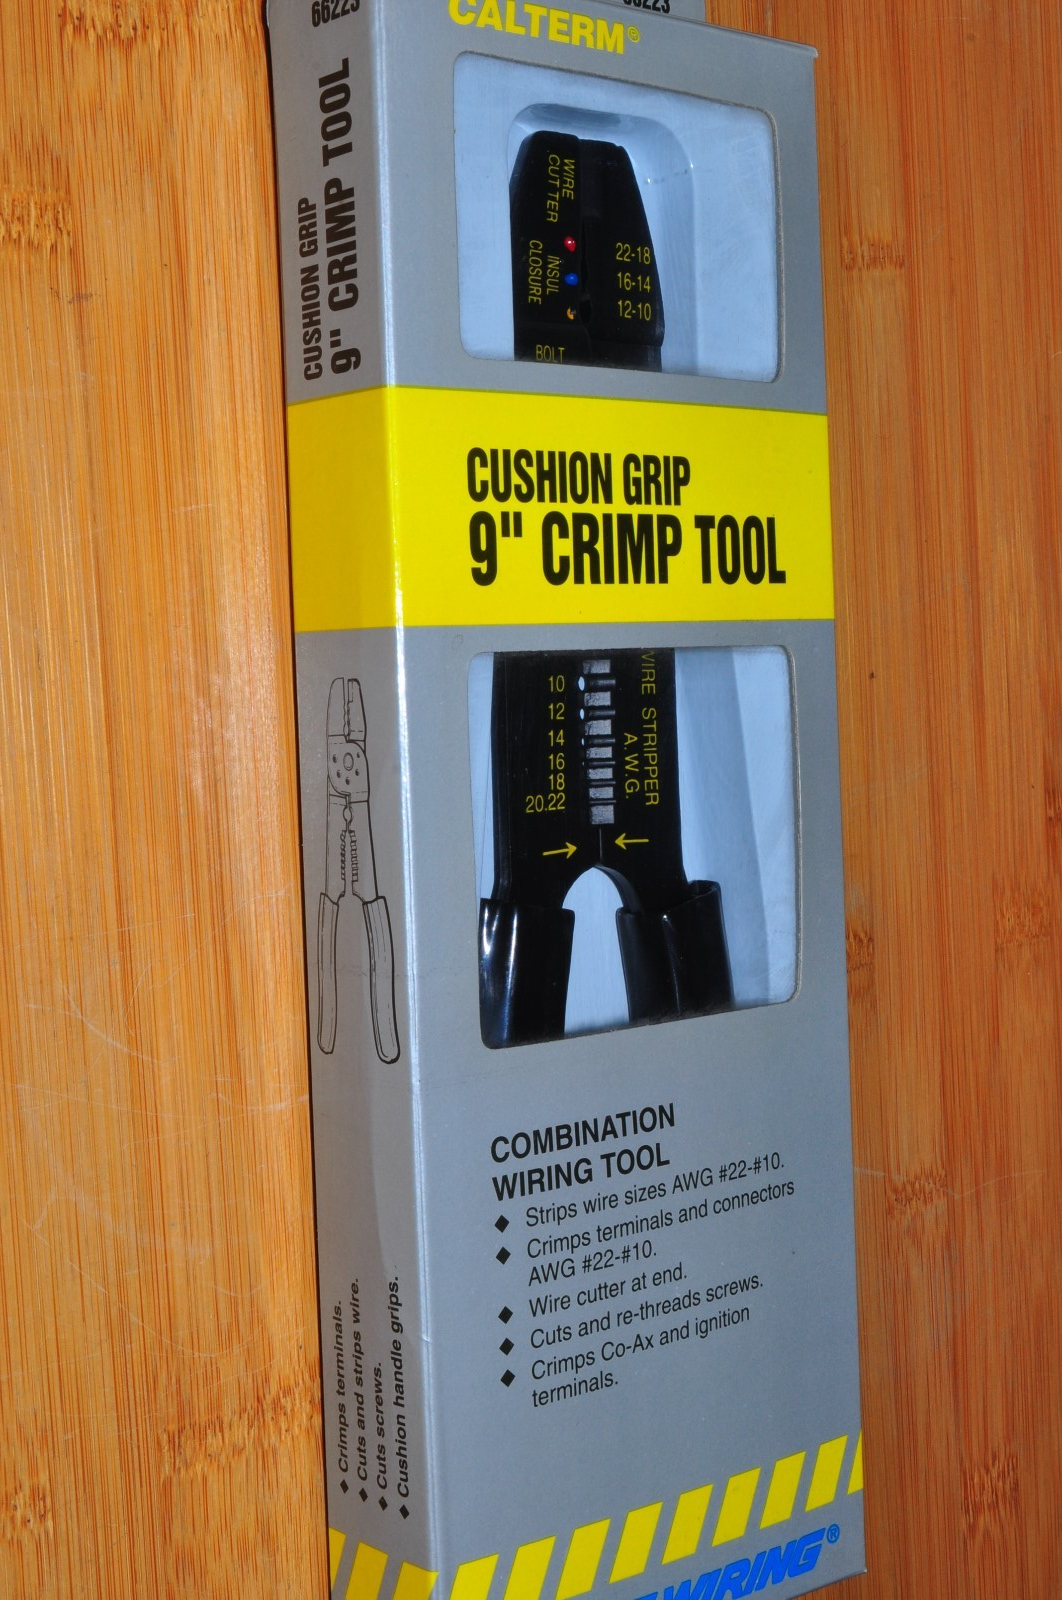 66223
CUSHION GRIP
9" CRIMP TOOL
CALTERM®
WIRE
CUTTER
INSUL
CLOSURE
22-18
16-14
12-10
BOLT
CUSHION GRIP
9" CRIMP TOOL
10
12
14
16
18
20.22
WIRE STRIPPER
A.W.G.
COMBINATION
WIRING TOOL
◆ Strips wire sizes AWG #22-#10.
◆ Crimps terminals and connectors
AWG #22-#10.
◆ Wire cutter at end.
◆ Cuts and re-threads screws.
◆ Crimps Co-Ax and ignition
terminals.
◆ Crimps terminals.
◆ Cuts and strips wire.
◆ Cuts screws.
◆ Cushion handle grips.
WIRING®